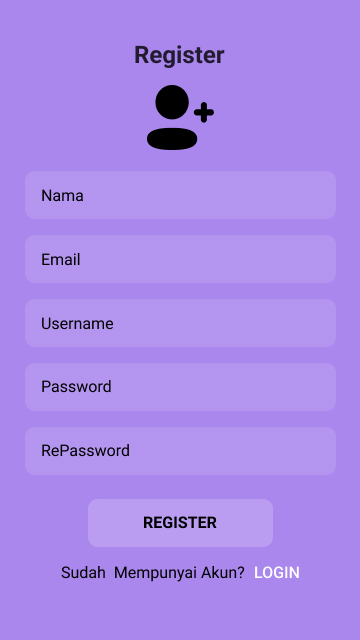 Register
Nama
Email
Username
Password
RePassword
REGISTER
Sudah Mempunyai Akun? LOGIN